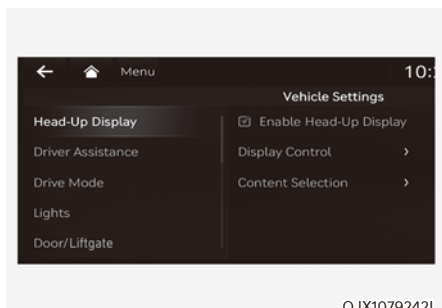 Menu 10:
Vehicle Settings
Head-Up Display
Enable Head-Up Display
Driver Assistance
Display Control
Drive Mode
Content Selection
Lights
Door/Liftgate